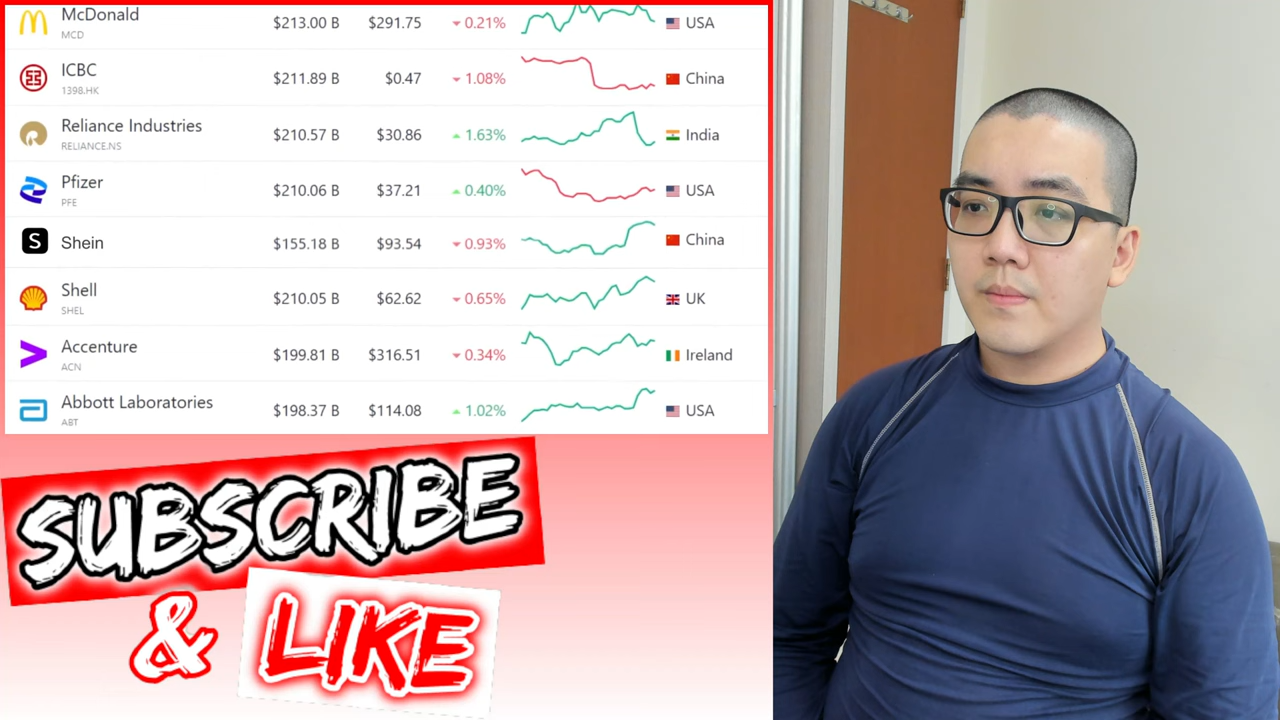 McDonald $213.00 B $291.75 0.21% USA
MCD
ICBC $211.89 B $0.47 1.08% China
1398.HK
Reliance Industries $210.57 B $30.86 1.63% India
RELIANCE.NS
Pfizer $210.06 B $37.21 0.40% USA
PFE
S Shein $155.18 B $93.54 0.93% China
Shell $210.05 B $62.62 0.65% UK
SHEL
Accenture $199.81 B $316.51 0.34% Ireland
ACN
Abbott Laboratories $198.37 B $114.08 1.02% USA
ABT
SUBSCRIBE
& LIKE